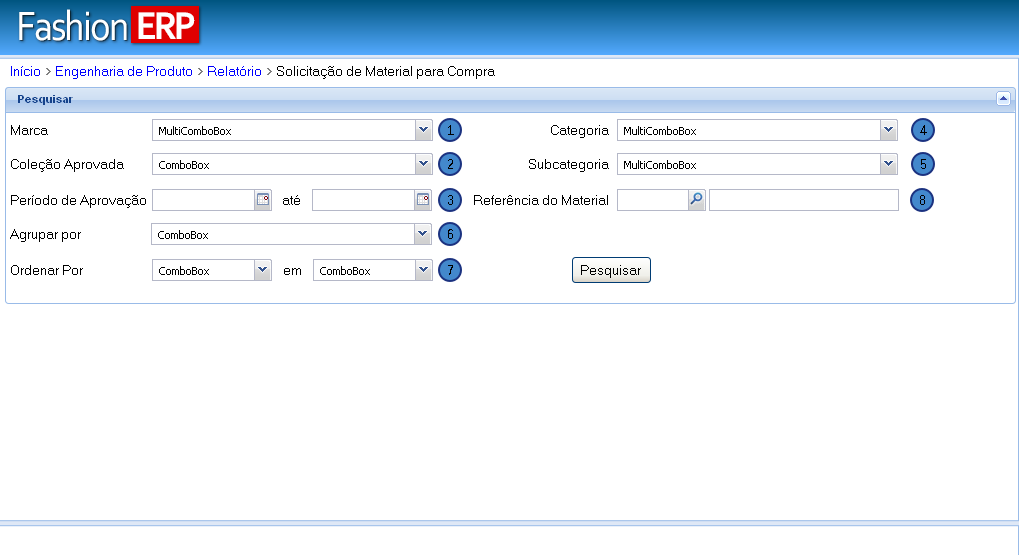 Fashion ERP
Início > Engenharia de Produto > Relatório > Solicitação de Material para Compra
Pesquisar
Marca MultiComboBox 1 Categoria MultiComboBox 4
Coleção Aprovada ComboBox 2 Subcategoria MultiComboBox 5
Período de Aprovação até 3 Referência do Material 8
Agrupar por ComboBox 6
Ordenar Por ComboBox em ComboBox 7 Pesquisar